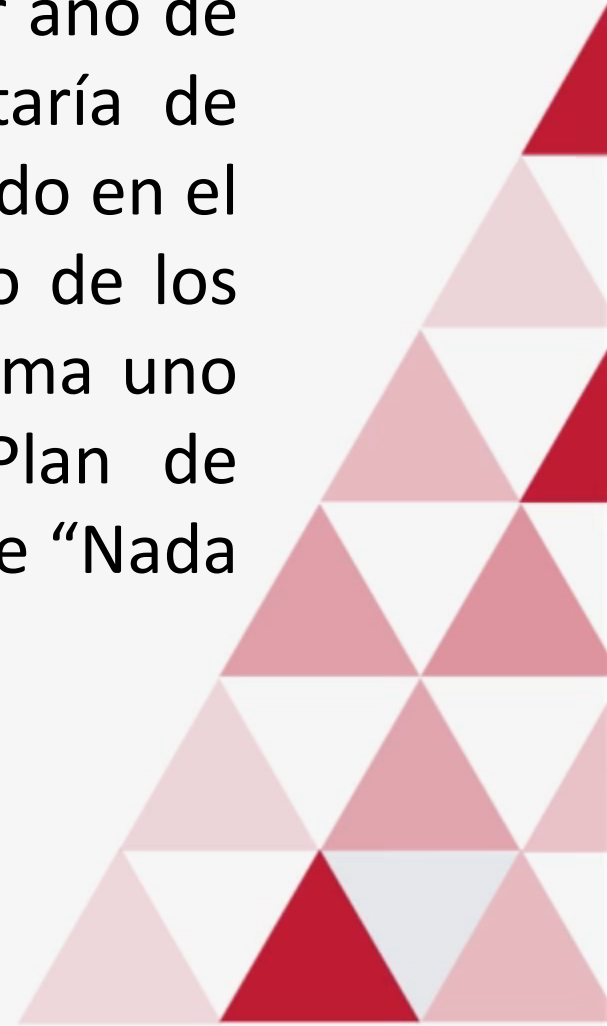 año de
taría de
do en el
o de los
ma uno
Plan de
e “Nada